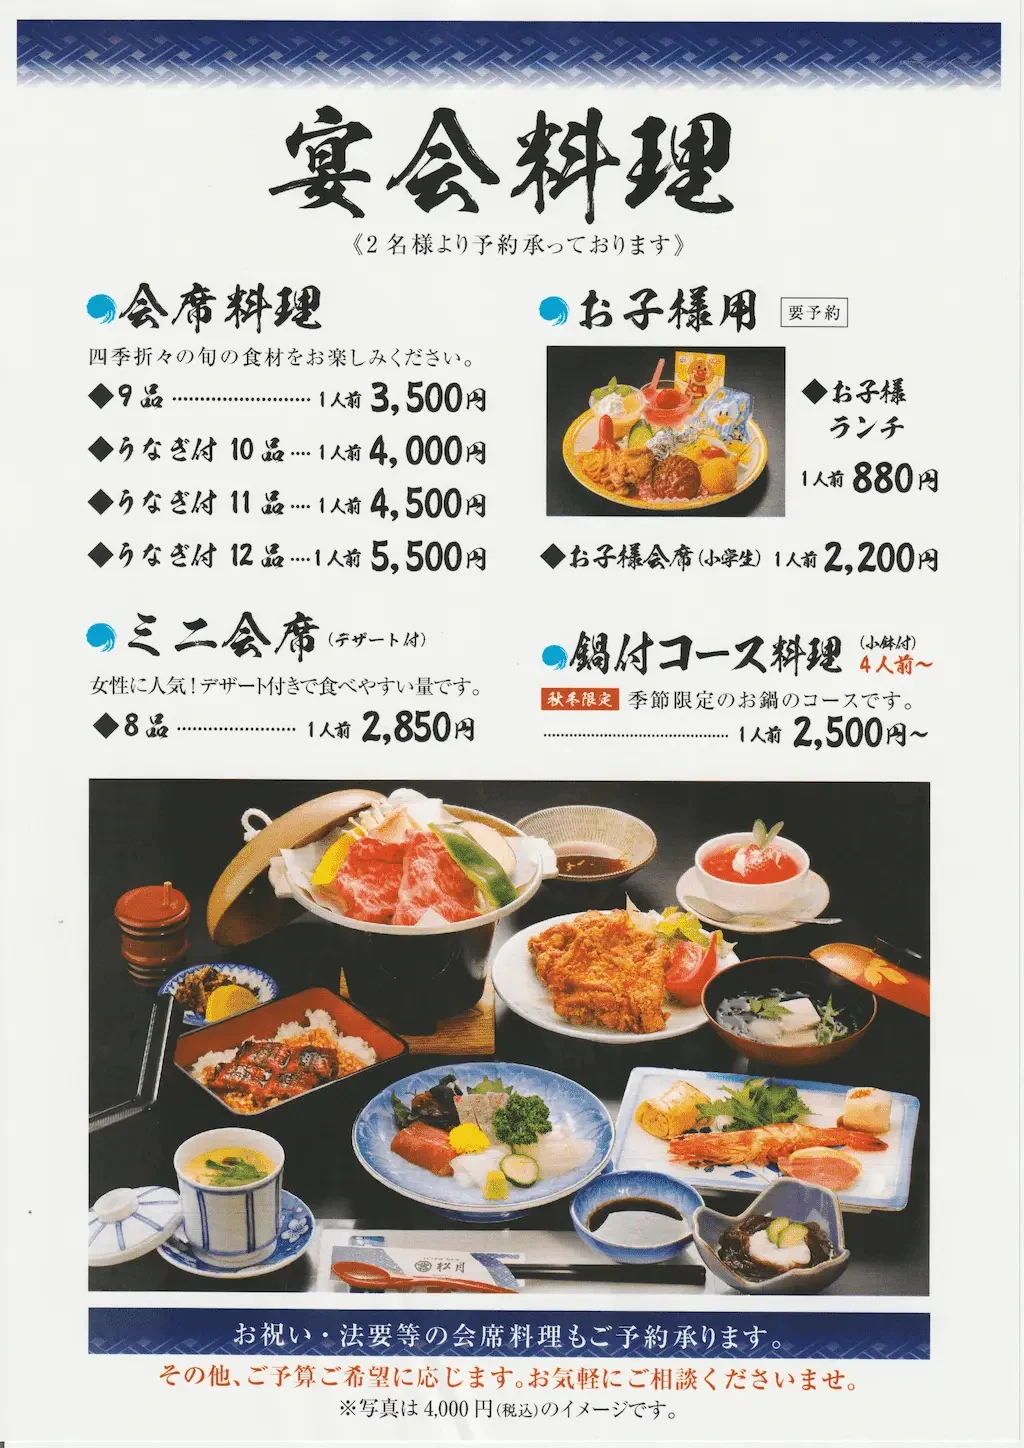 宴会料理
《2名様より予約承っております》
会席料理
四季折々の旬の食材をお楽しみください。
◆9品……………………1人前 3,500円
◆うなぎ付 10品‥‥1人前 4,000円
◆うなぎ付 11品‥‥1人前 4,500円
◆うなぎ付 12品‥‥1人前 5,500円
ミニ会席(デザート付)
女性に人気!デザート付きで食べやすい量です。
◆8品…………………1人前 2,850円
お子様用 要予約
◆お子様
ランチ
1人前 880円
◆お子様会席(小学生) 1人前 2,200円
鍋付コース料理(小鉢付)
4人前〜
秋冬限定 季節限定のお鍋のコースです。
……………………………1人前 2,500円〜
松月
お祝い・法要等の会席料理もご予約承ります。
その他、ご予算ご希望に応じます。お気軽にご相談くださいませ。
※写真は4,000円(税込)のイメージです。